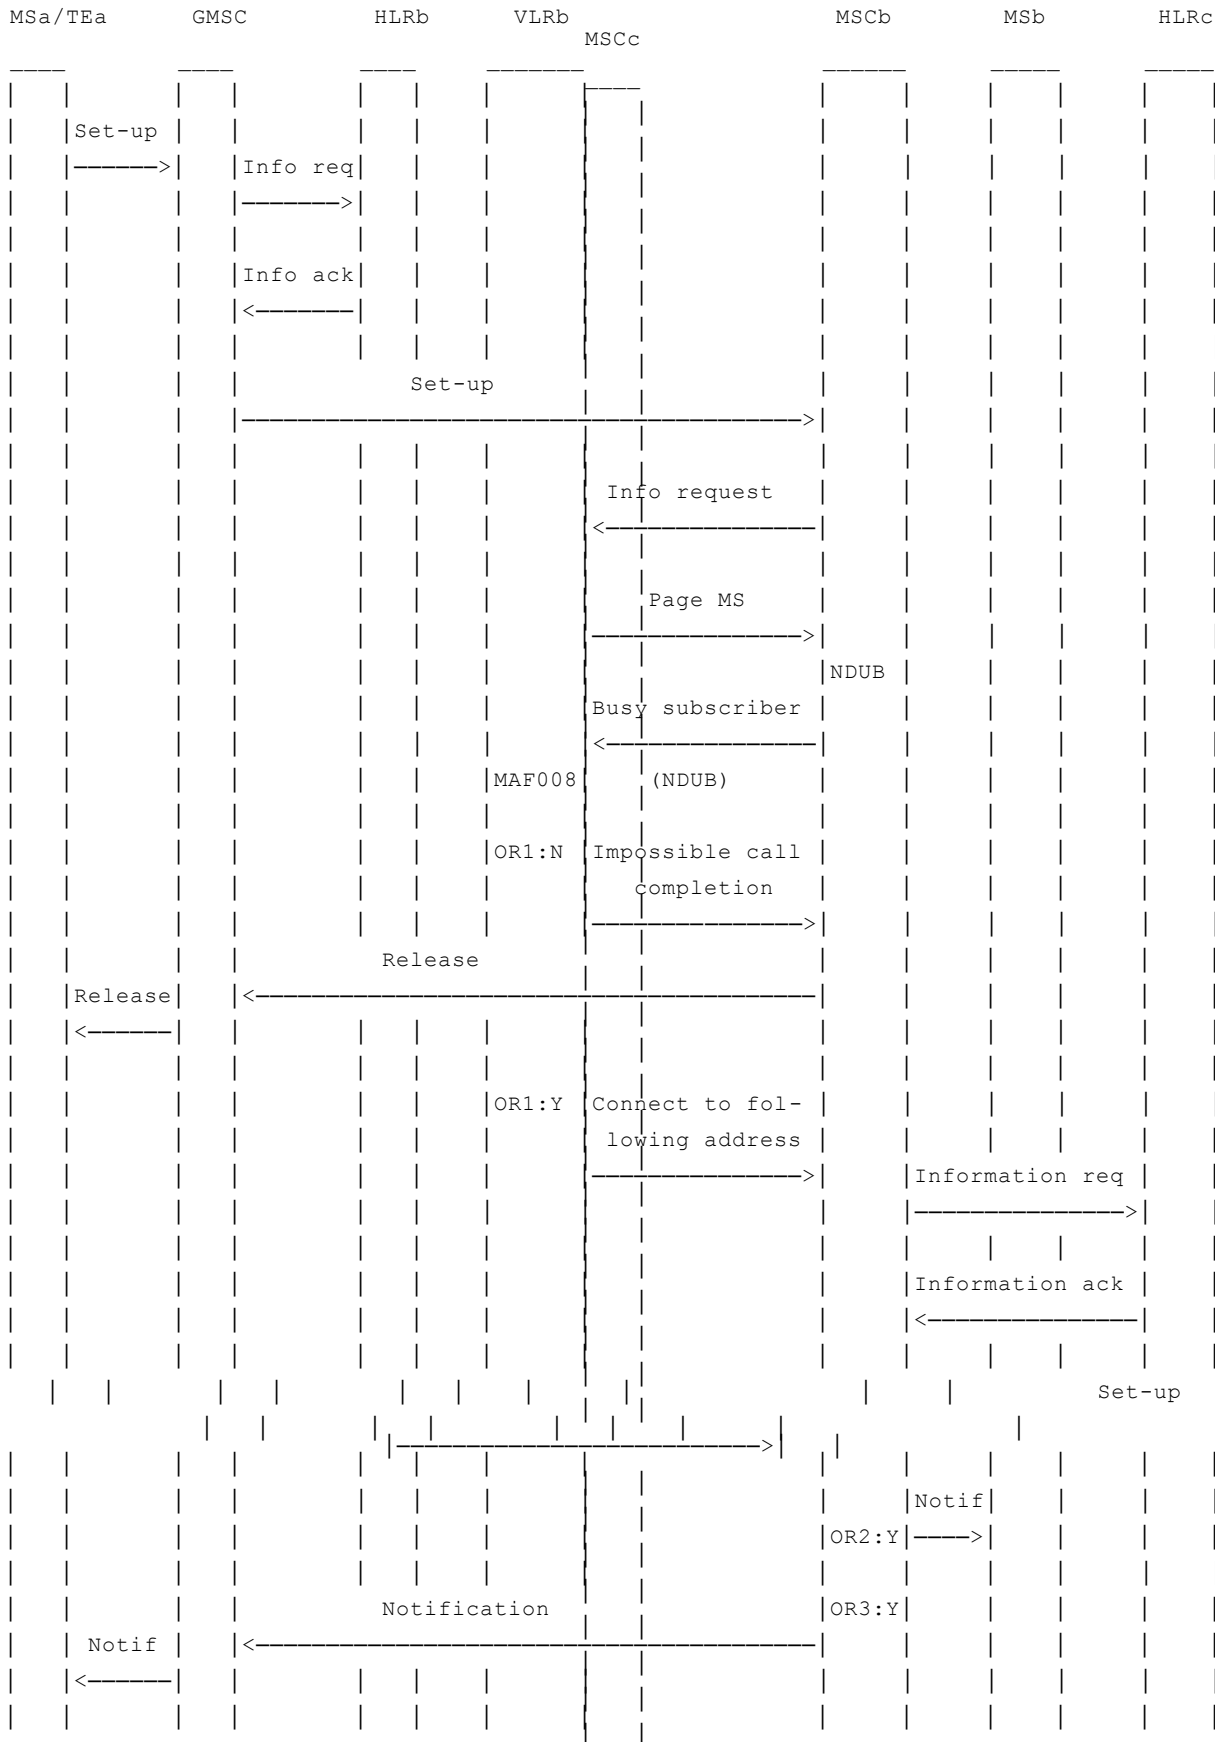 MSa/TEa GMSC HLRb VLRb MSCb MSb HLRc
MSCc
Set-up
Info req
Info ack
Set-up
Info request
Page MS
NDUB
Busy subscriber
MAF008 (NDUB)
OR1:N Impossible call
completion
Release
Release
OR1:Y Connect to fol-
lowing address
Information req
Information ack
Set-up
Notif
OR2:Y
Notification OR3:Y
Notif